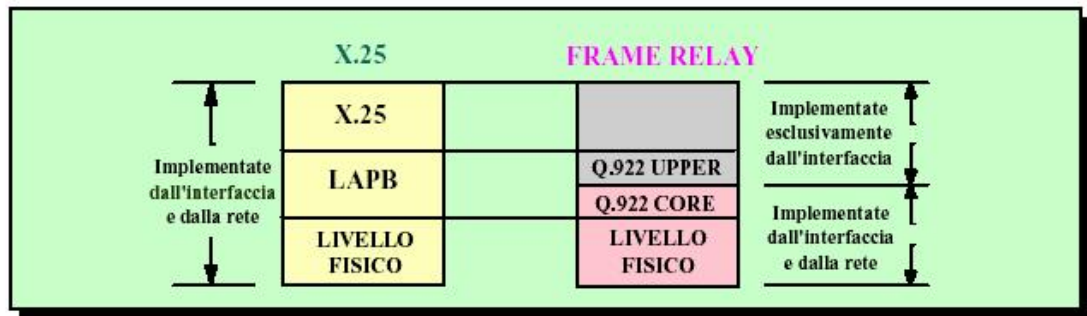 X.25
FRAME RELAY
Implementate
dall'interfaccia
e dalla rete
X.25
LAPB
LIVELLO
FISICO
Q.922 UPPER
Q.922 CORE
LIVELLO
FISICO
Implementate
esclusivamente
dall'interfaccia
Implementate
dall'interfaccia
e dalla rete